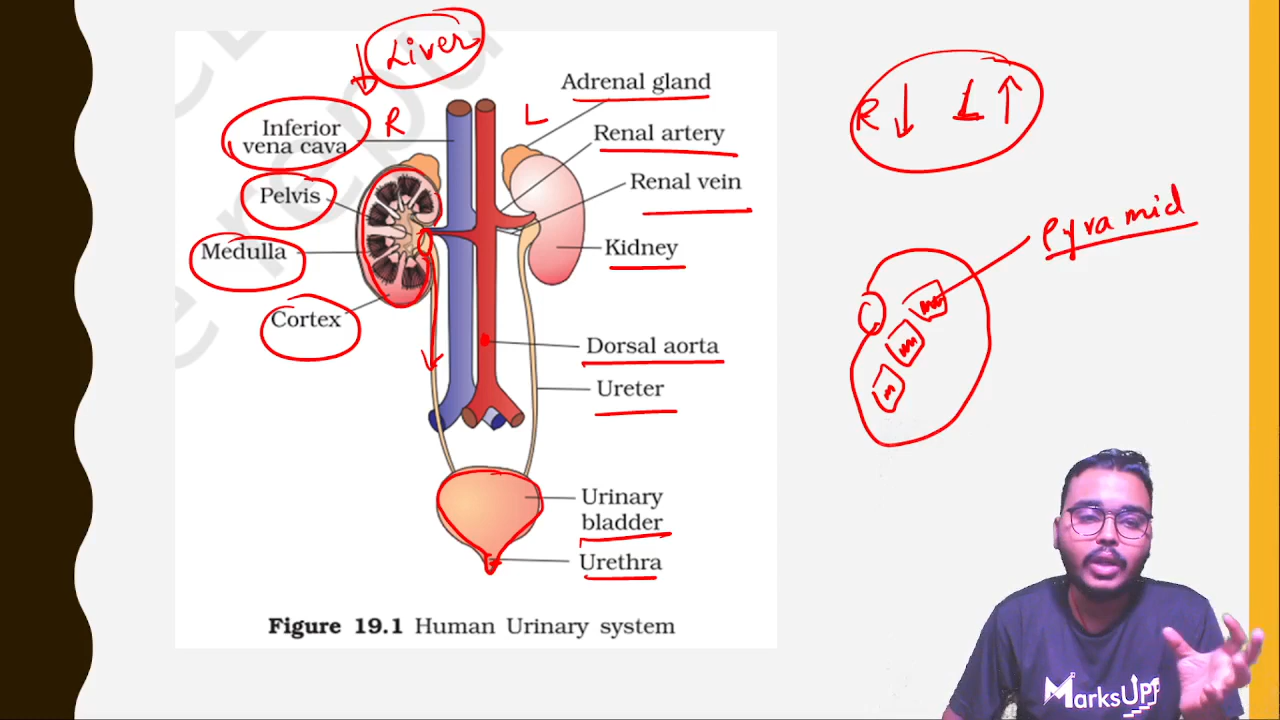 Liver
R
L
Inferior
vena cava
Pelvis
Medulla
Cortex
Adrenal gland
Renal artery
Renal vein
Kidney
Dorsal aorta
Ureter
Urinary
bladder
Urethra
Figure 19.1 Human Urinary system
R ↓ L ↑
Pyramid
MarksUP